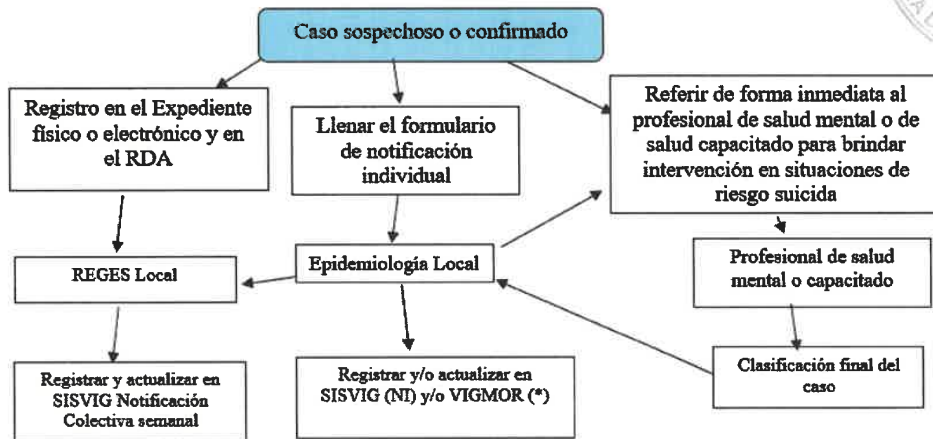 Caso sospechoso o confirmado
Registro en el Expediente
físico o electrónico y en
el RDA
Llenar el formulario
de notificación
individual
Referir de forma inmediata al
profesional de salud mental o de
salud capacitado para brindar
intervención en situaciones de
riesgo suicida
REGES Local
Epidemiología Local
Profesional de salud
mental o capacitado
Registrar y actualizar en
SISVIG Notificación
Colectiva semanal
Registrar y/o actualizar en
SISVIG (NI) y/o VIGMOR (*)
Clasificación final del
caso